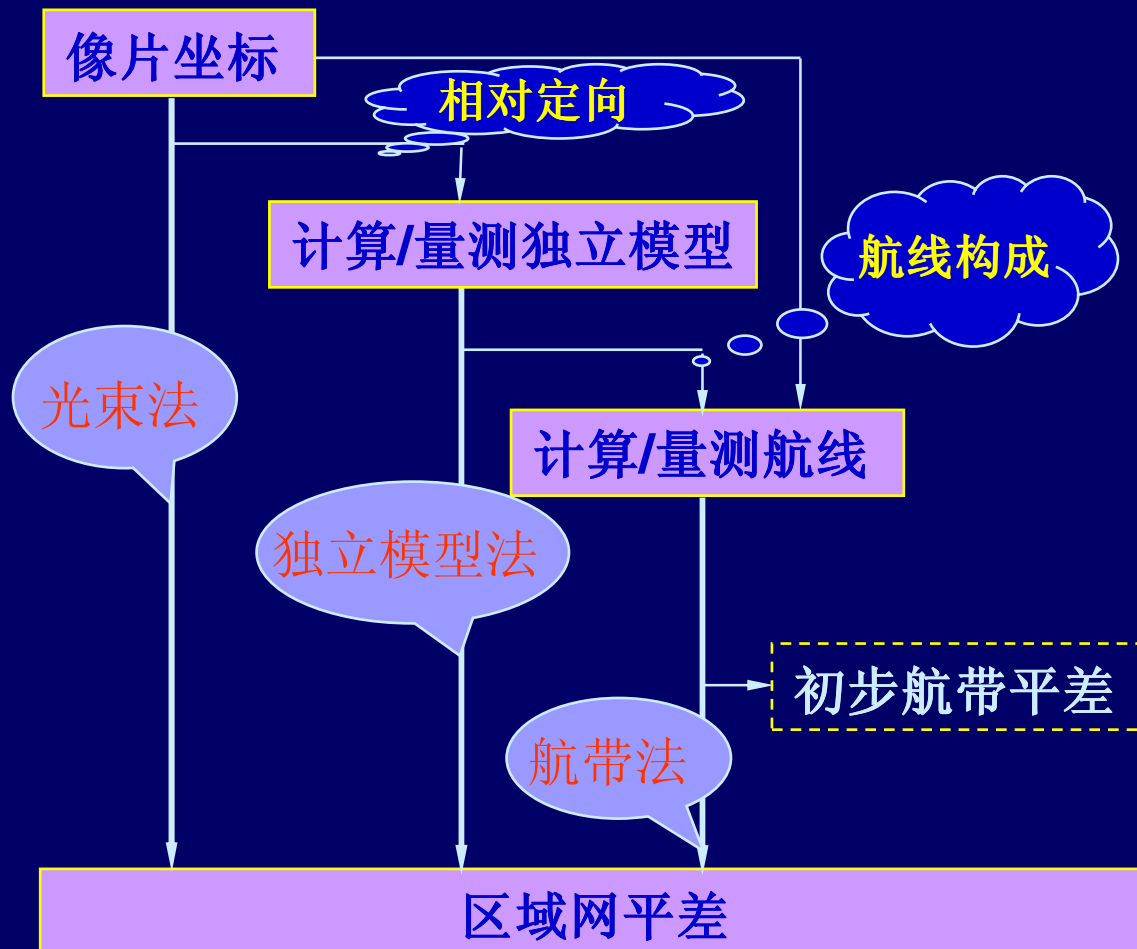 像片坐标
相对定向
计算/量测独立模型
航线构成
光束法
计算/量测航线
独立模型法
初步航带平差
航带法
区域网平差